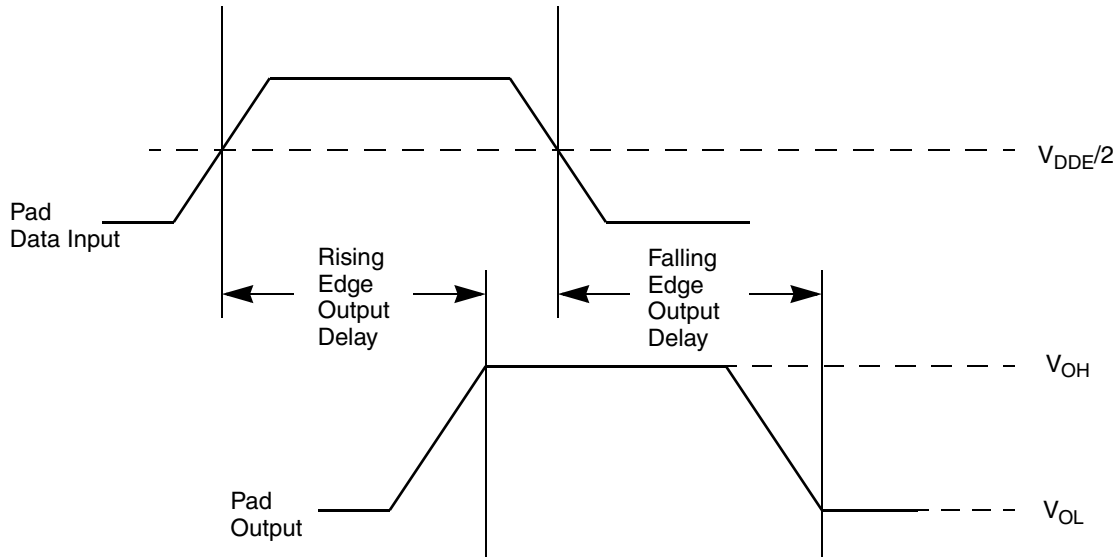 V_DDE/2
Pad
Data Input
Rising
Edge
Output
Delay
Falling
Edge
Output
Delay
V_OH
Pad
Output
V_OL